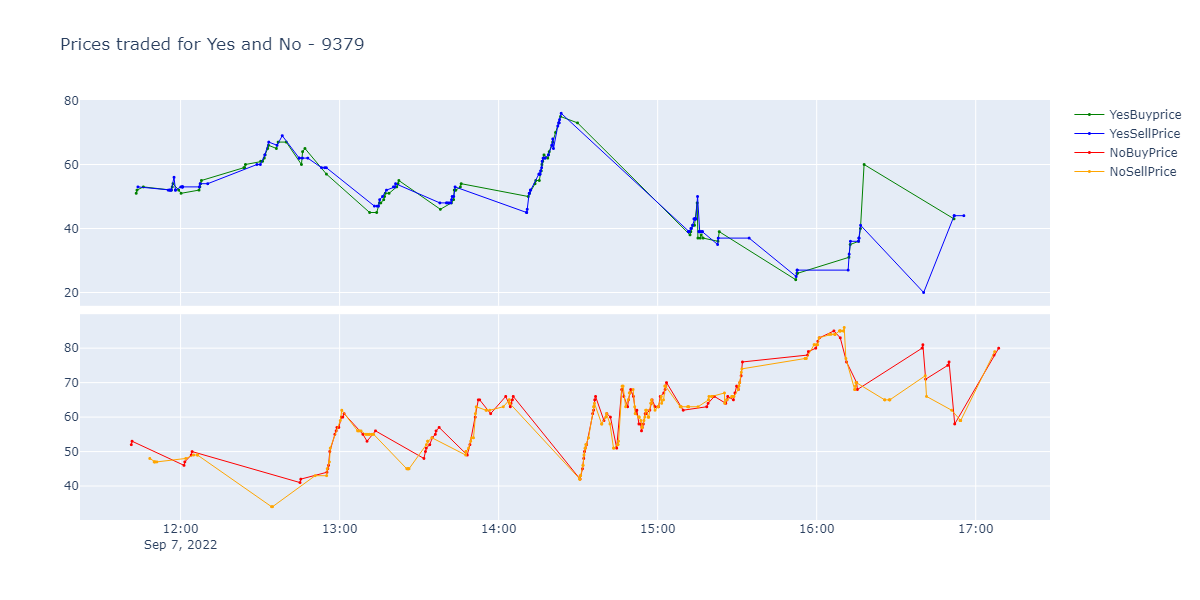 Prices traded for Yes and No - 9379
80
60
40
20
80
70
60
50
40
12:00
13:00
14:00
15:00
16:00
17:00
Sep 7, 2022
YesBuyprice
YesSellPrice
NoBuyPrice
NoSellPrice